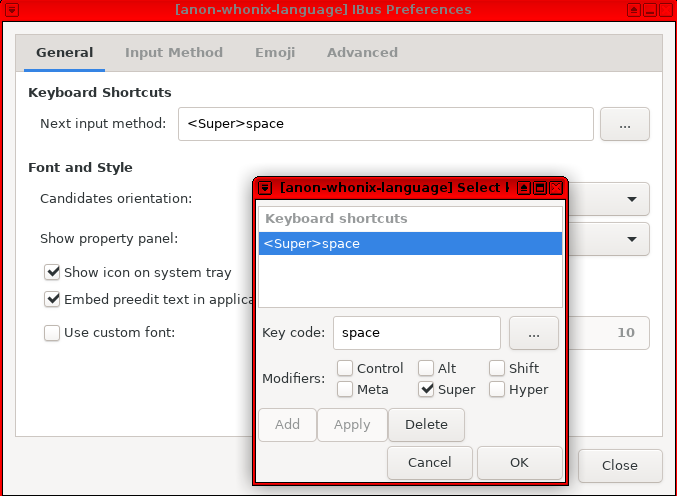 [anon-whonix-language] IBus Preferences
General Input Method Emoji Advanced
Keyboard Shortcuts
Next input method: <Super>space ...
Font and Style
Candidates orientation:
Show property panel:
Show icon on system tray
Embed preedit text in applica
Use custom font: 10
Close
[anon-whonix-language] Select
Keyboard shortcuts
<Super>space
Key code: space ...
Modifiers: Control Alt Shift
Meta Super Hyper
Add Apply Delete
Cancel OK